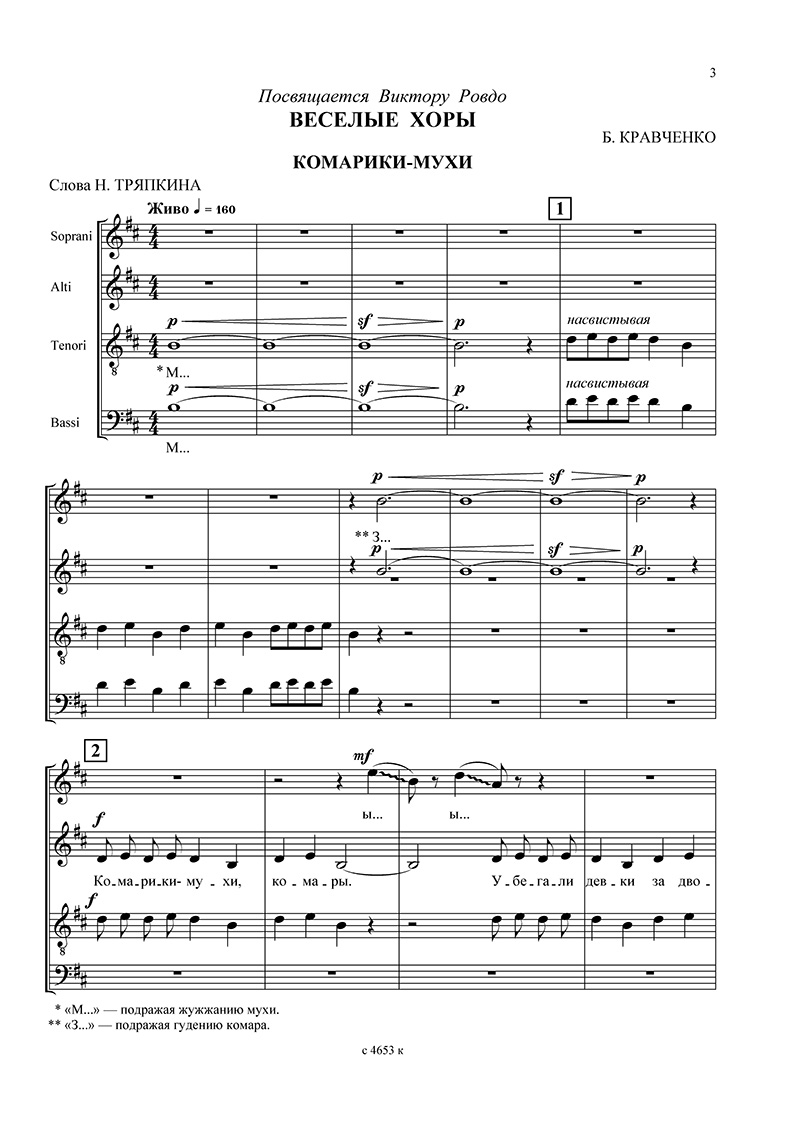 3
Посвящается Виктору Ровдо
ВЕСЕЛЫЕ ХОРЫ
Б. КРАВЧЕНКО
КОМАРИКИ-МУХИ
Слова Н. ТРЯПКИНА
Живо ♩ = 160
1
Soprani
Alti
p sf p насвистывая
Tenori
* М...
p sf p насвистывая
Bassi
М...
p sf p
** З...
p sf p
2
mf
ы... ы...
f
Ко-ма-ри-ки-му-хи, ко-ма-ры. У-бе-га-ли дев-ки за дво-
f
* «М...» — подражая жужжанию мухи.
** «З...» — подражая гудению комара.
с 4653 к